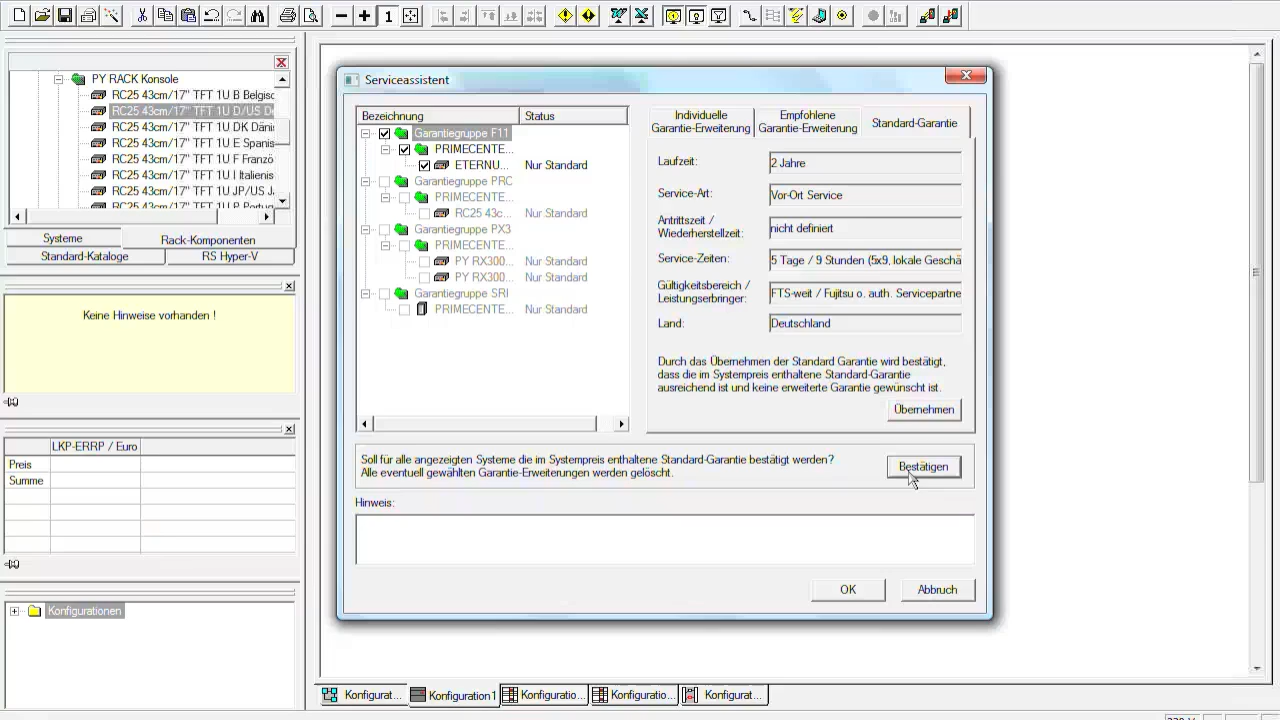 1
PY RACK Konsole
RC25 43cm/17" TFT 1U B Belgisc
RC25 43cm/17" TFT 1U D/US De
RC25 43cm/17" TFT 1U DK Dänis
RC25 43cm/17" TFT 1U E Spanis
RC25 43cm/17" TFT 1U F Franzö
RC25 43cm/17" TFT 1U I Italienis
RC25 43cm/17" TFT 1U JP/US J
RC25 43cm/17" TFT 1U P Portug
Systeme
Rack-Komponenten
Standard-Kataloge
RS Hyper-V
Keine Hinweise vorhanden !
LKP-ERRP / Euro
Preis
Summe
Konfigurationen
Serviceassistent
Bezeichnung
Status
Garantiegruppe F11
PRIMECENTE...
ETERNU... Nur Standard
Garantiegruppe PRC
PRIMECENTE...
RC25 43c... Nur Standard
Garantiegruppe PX3
PRIMECENTE...
PY RX300... Nur Standard
PY RX300... Nur Standard
Garantiegruppe SRI
PRIMECENTE... Nur Standard
Individuelle
Garantie-Erweiterung
Empfohlene
Garantie-Erweiterung
Standard-Garantie
Laufzeit: 2 Jahre
Service-Art: Vor-Ort Service
Antrittszeit /
Wiederherstellzeit: nicht definiert
Service-Zeiten: 5 Tage / 9 Stunden (5x9, lokale Geschä
Gültigkeitsbereich /
Leistungserbringer: FTS-weit / Fujitsu o. auth. Servicepartne
Land: Deutschland
Durch das Übernehmen der Standard Garantie wird bestätigt,
dass die im Systempreis enthaltene Standard-Garantie
ausreichend ist und keine erweiterte Garantie gewünscht ist.
Übernehmen
Soll für alle angezeigten Systeme die im Systempreis enthaltene Standard-Garantie bestätigt werden?
Alle eventuell gewählten Garantie-Erweiterungen werden gelöscht.
Bestätigen
Hinweis:
OK
Abbruch
Konfigurat...
Konfiguration1
Konfiguratio...
Konfiguratio...
Konfigurat...